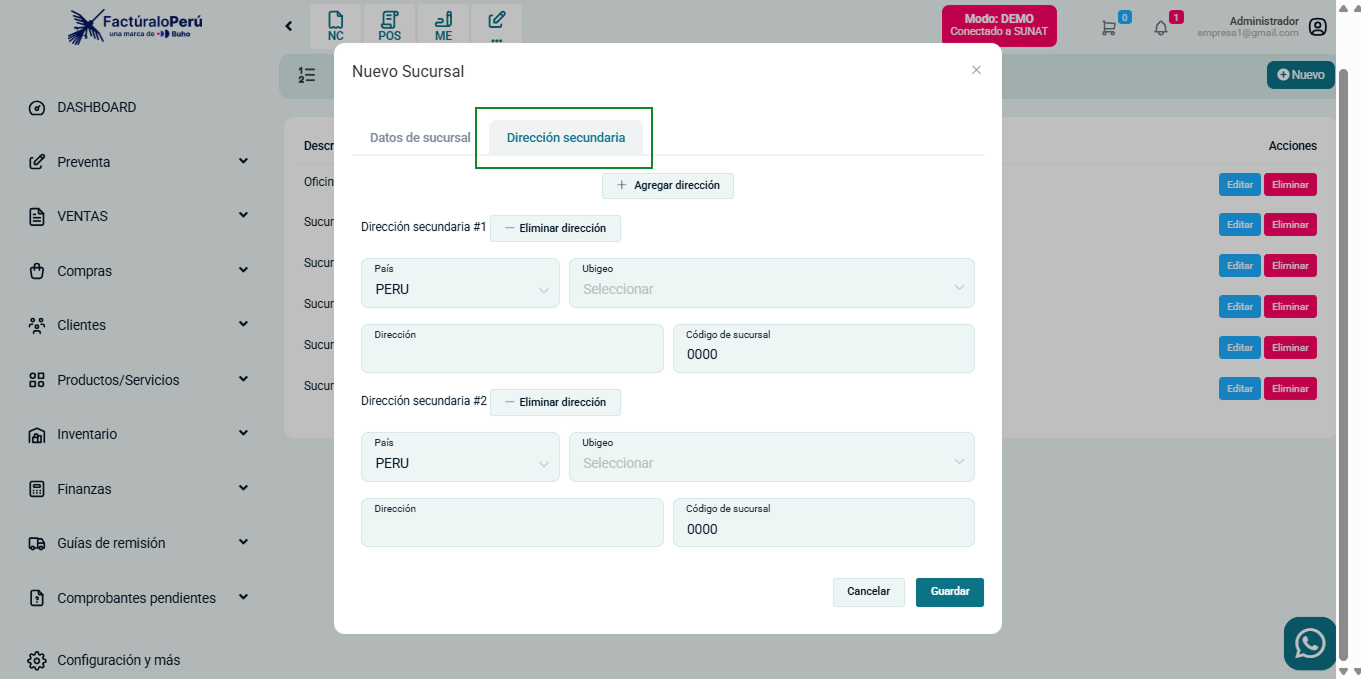 FactúraloPerú
una marca de Buho
NC
POS
ME
...
Modo: DEMO
Conectado a SUNAT
0
1
Administrador
empresa1@gmail.com
Nuevo
DASHBOARD
Preventa
VENTAS
Compras
Clientes
Productos/Servicios
Inventario
Finanzas
Guías de remisión
Comprobantes pendientes
Configuración y más
Descr
Acciones
Oficin
Editar Eliminar
Sucur
Editar Eliminar
Sucur
Editar Eliminar
Sucur
Editar Eliminar
Sucur
Editar Eliminar
Sucur
Editar Eliminar
Nuevo Sucursal
Datos de sucursal
Dirección secundaria
+ Agregar dirección
Dirección secundaria #1
— Eliminar dirección
País
PERU
Ubigeo
Seleccionar
Dirección
Código de sucursal
0000
Dirección secundaria #2
— Eliminar dirección
País
PERU
Ubigeo
Seleccionar
Dirección
Código de sucursal
0000
Cancelar
Guardar